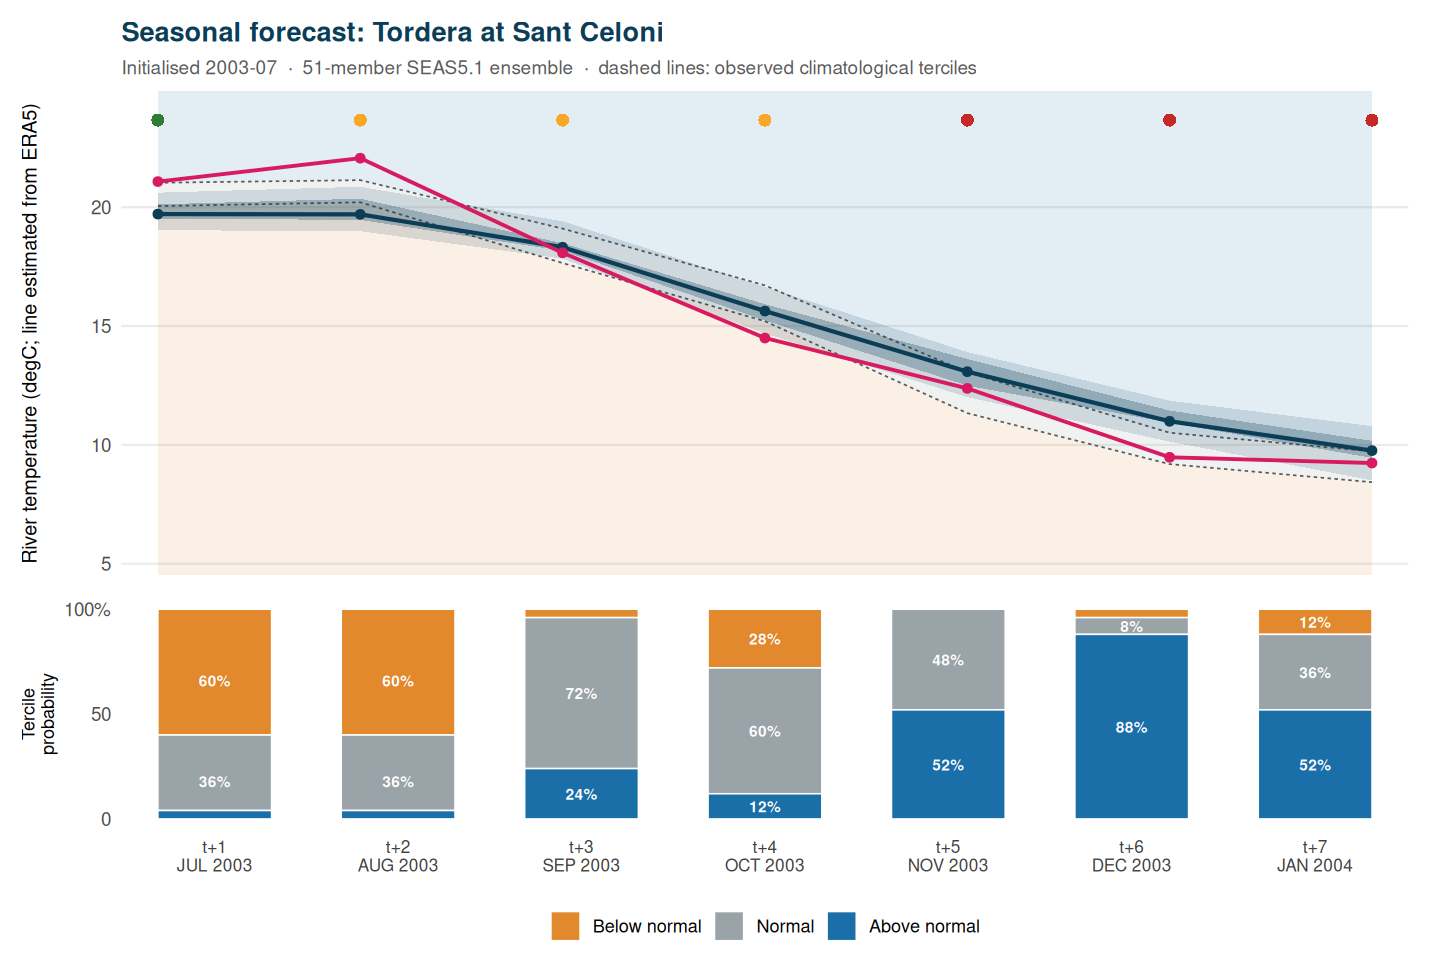 Seasonal forecast: Tordera at Sant Celoni
Initialised 2003-07 · 51-member SEAS5.1 ensemble · dashed lines: observed climatological terciles
River temperature (degC; line estimated from ERA5)
20
15
10
5
Tercile
probability
100%
50
0
60%
36%
60%
36%
72%
24%
28%
60%
12%
48%
52%
8%
88%
12%
36%
52%
t+1
JUL 2003
t+2
AUG 2003
t+3
SEP 2003
t+4
OCT 2003
t+5
NOV 2003
t+6
DEC 2003
t+7
JAN 2004
Below normal
Normal
Above normal